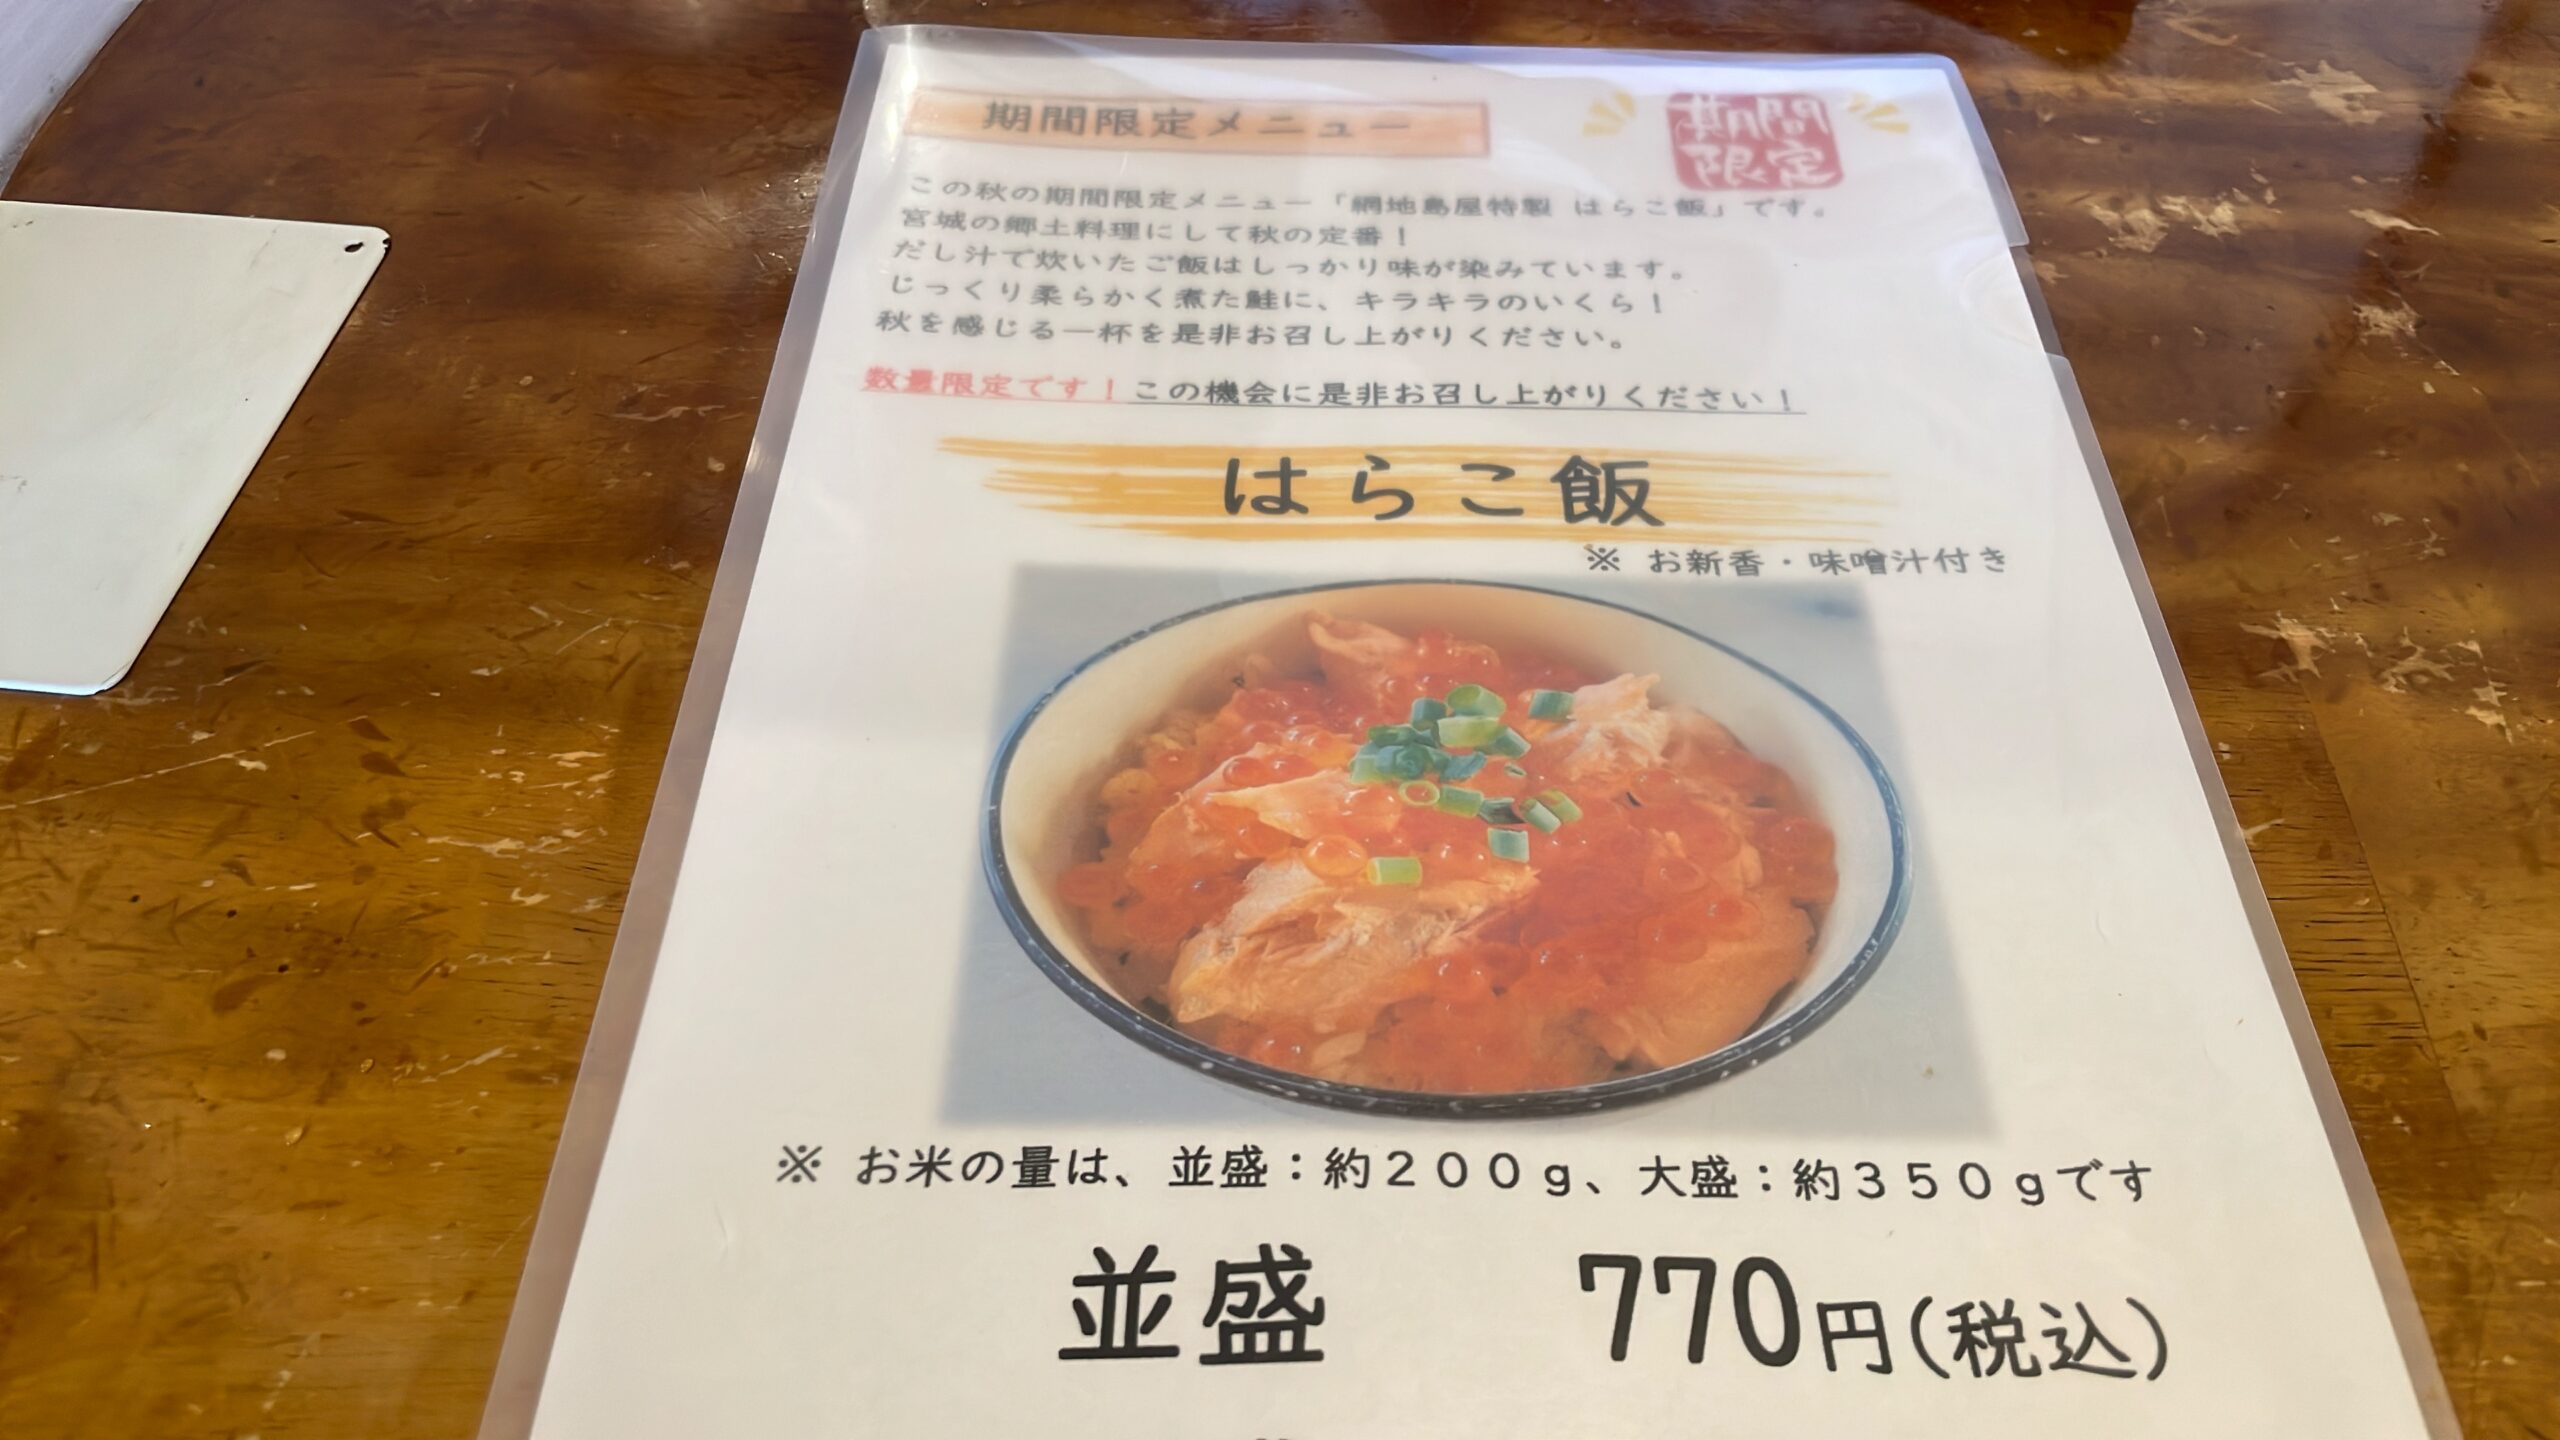 期間限定メニュー
期間
限定
この秋の期間限定メニュー「網地島屋特製 はらこ飯」です。
宮城の郷土料理にして秋の定番！
だし汁で炊いたご飯はしっかり味が染みています。
じっくり柔らかく煮た鮭に、キラキラのいくら！
秋を感じる一杯を是非お召し上がりください。
数量限定です！この機会に是非お召し上がりください！
はらこ飯
※ お新香・味噌汁付き
※ お米の量は、並盛：約２００ｇ、大盛：約３５０ｇです
並盛 770円(税込)